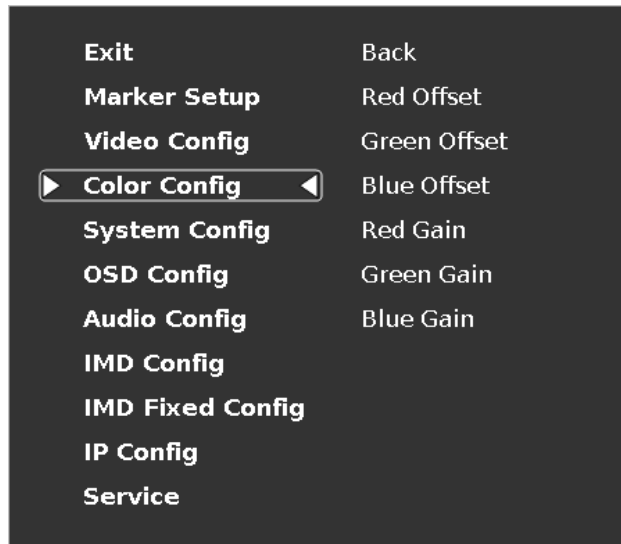 Exit
Marker Setup
Video Config
Color Config
System Config
OSD Config
Audio Config
IMD Config
IMD Fixed Config
IP Config
Service
Back
Red Offset
Green Offset
Blue Offset
Red Gain
Green Gain
Blue Gain